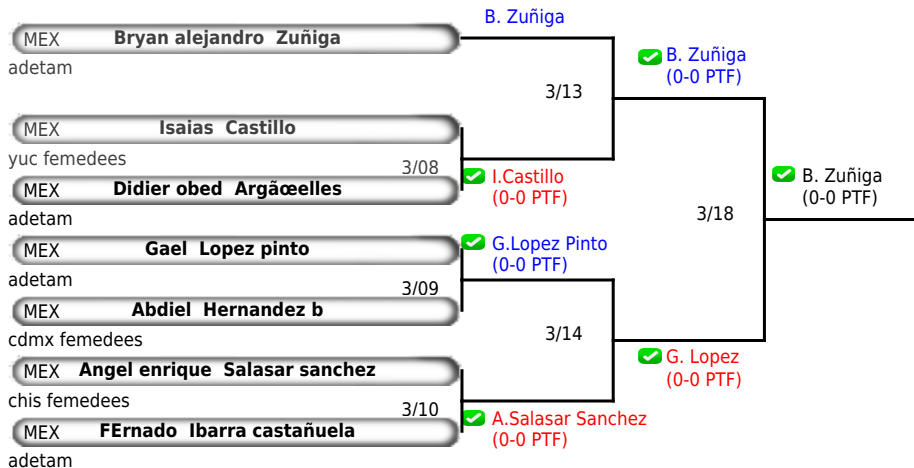 B. Zuñiga
MEX Bryan alejandro Zuñiga
adetam
B. Zuñiga
(0-0 PTF)
3/13
MEX Isaias Castillo
yuc femedees
3/08
I.Castillo
(0-0 PTF)
MEX Didier obed Argãœelles
adetam
B. Zuñiga
(0-0 PTF)
3/18
MEX Gael Lopez pinto
adetam
G.Lopez Pinto
(0-0 PTF)
3/09
MEX Abdiel Hernandez b
cdmx femedees
3/14
G. Lopez
(0-0 PTF)
MEX Angel enrique Salasar sanchez
chis femedees
3/10
A.Salasar Sanchez
(0-0 PTF)
MEX FErnado Ibarra castañuela
adetam